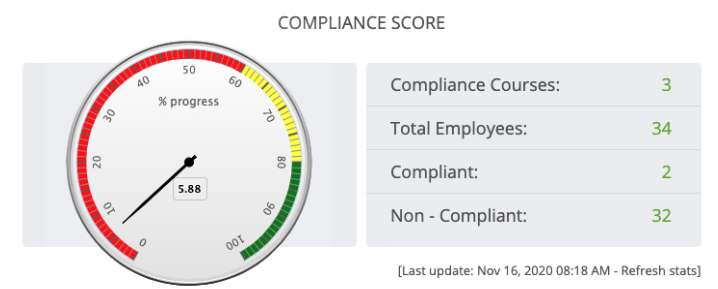 COMPLIANCE SCORE
0
10
20
30
40
50
60
70
80
90
100
% progress
5.88
Compliance Courses: 3
Total Employees: 34
Compliant: 2
Non - Compliant: 32
[Last update: Nov 16, 2020 08:18 AM - Refresh stats]